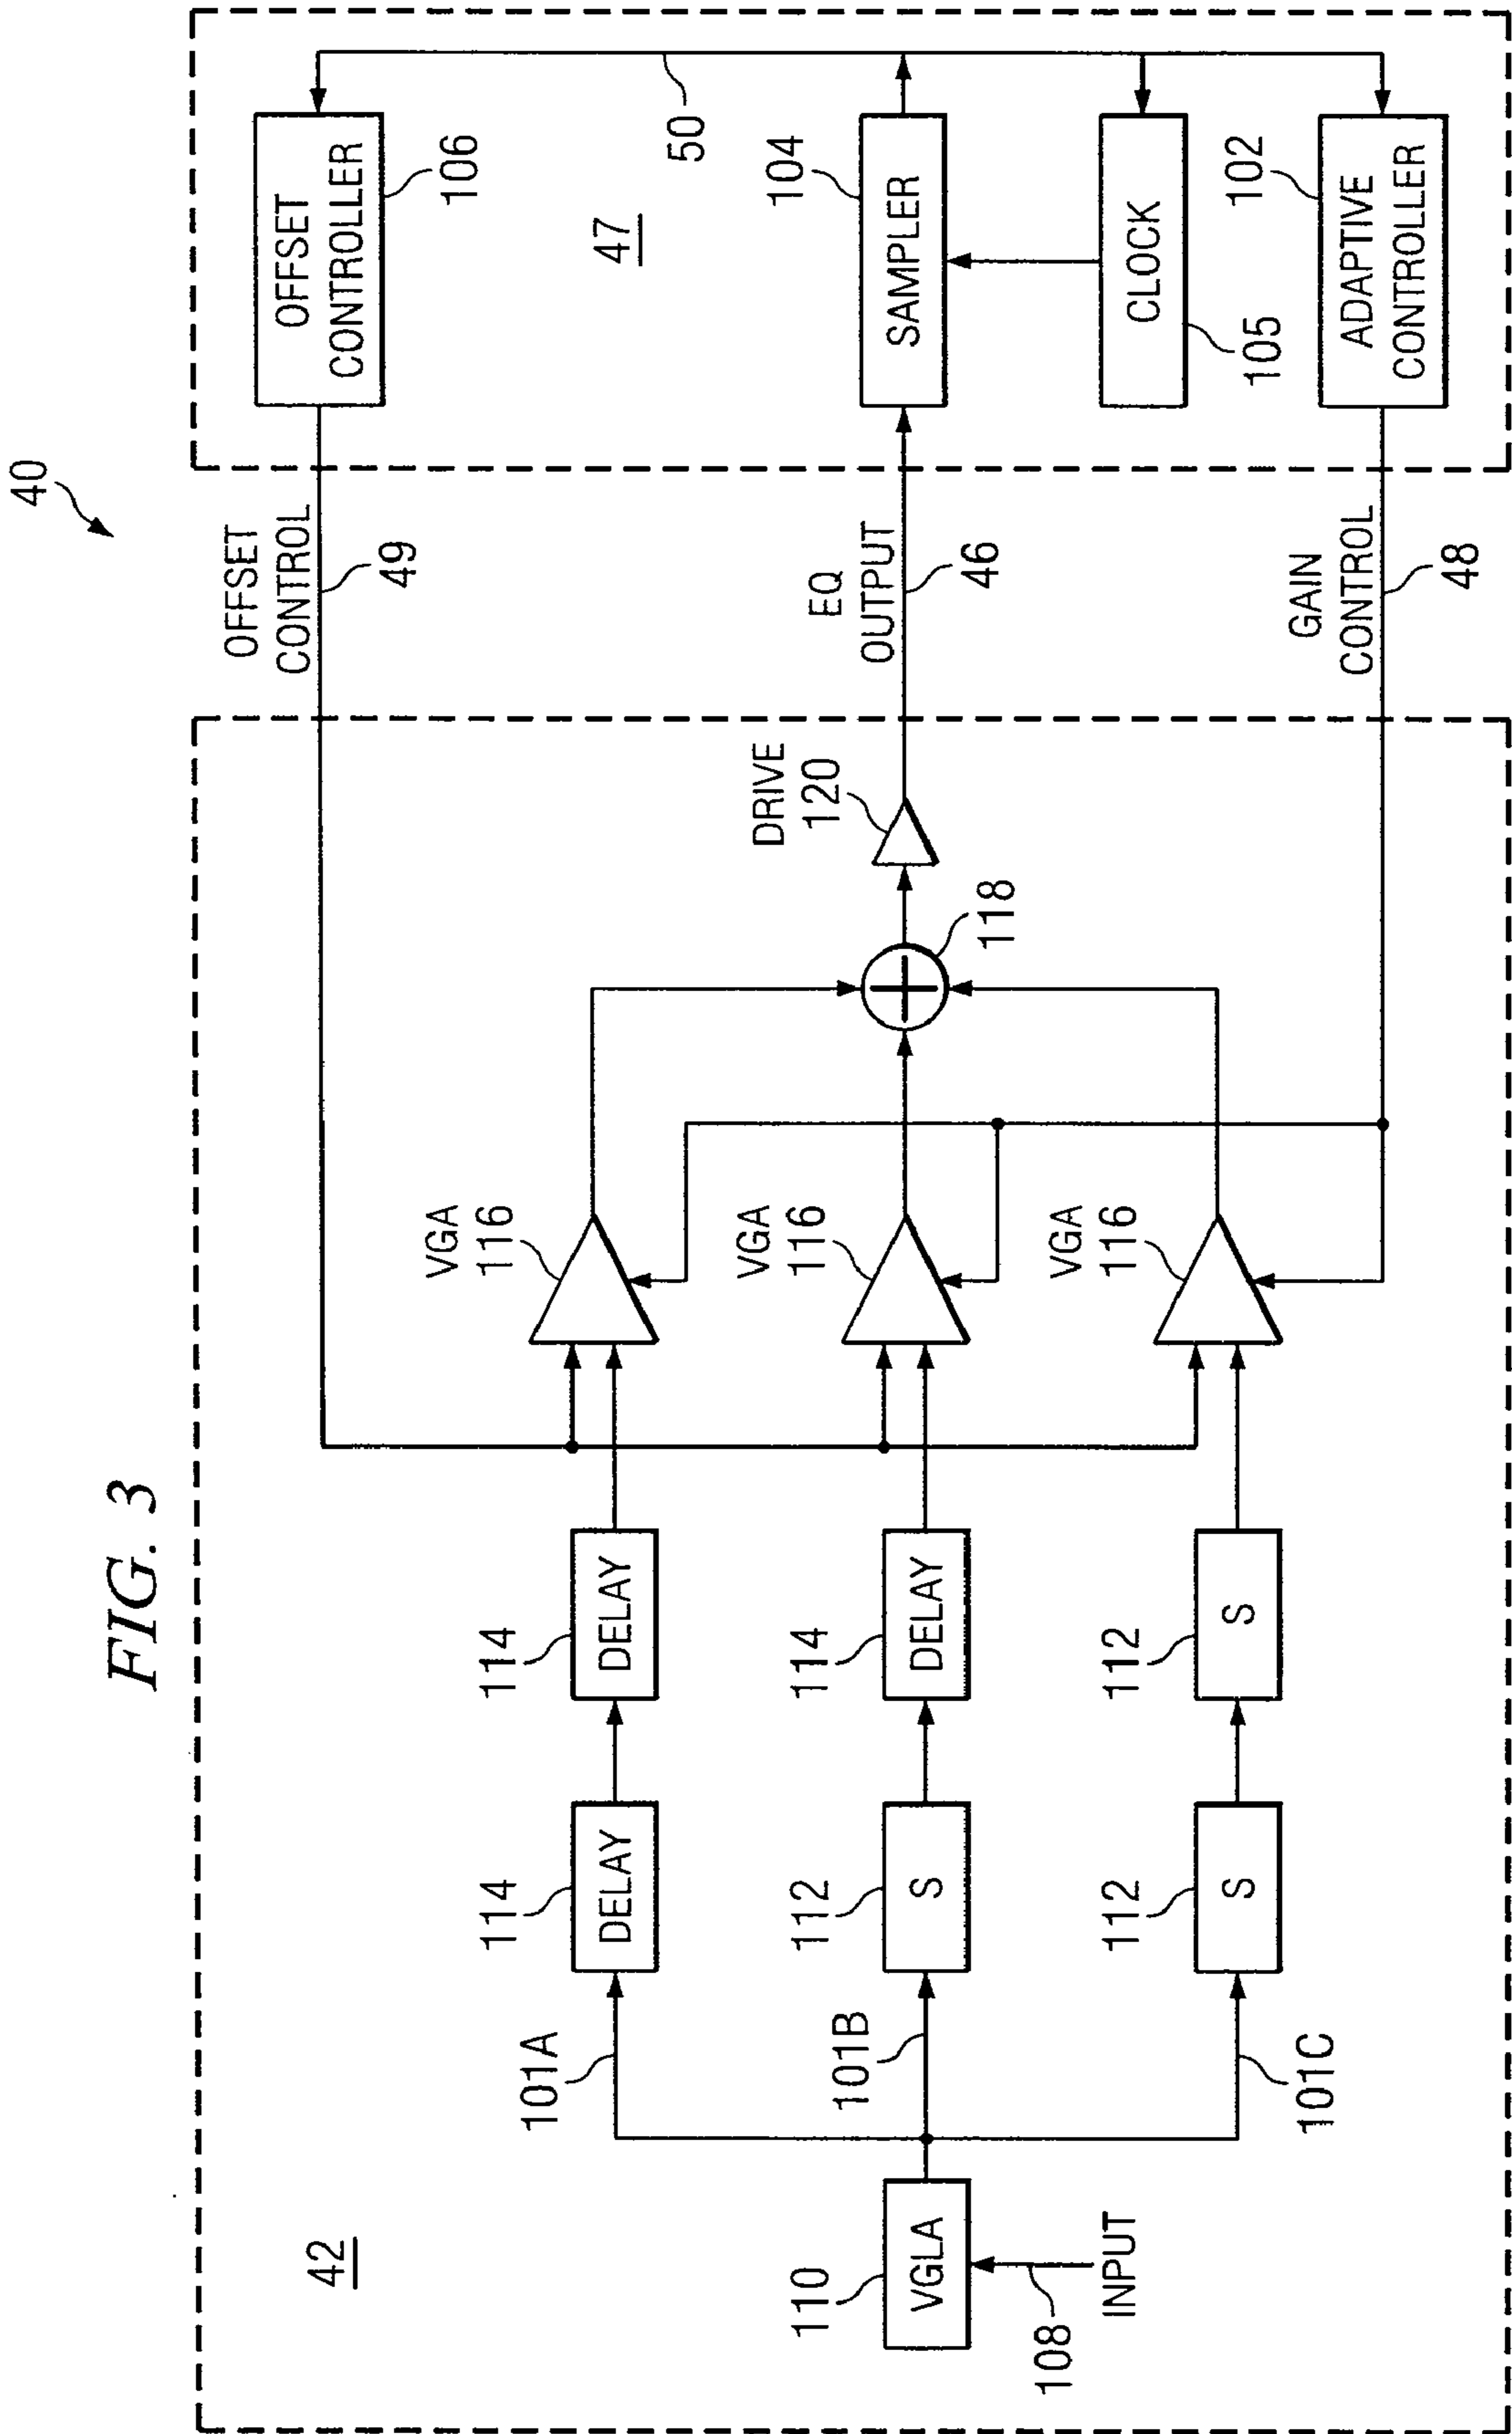 FIG. 3
40
42
47
OFFSET
CONTROLLER
106
OFFSET
CONTROL
49
50
104
SAMPLER
EQ
OUTPUT
46
CLOCK
105
102
ADAPTIVE
CONTROLLER
GAIN
CONTROL
48
DRIVE
120
118
VGA
116
VGA
116
VGA
116
114
DELAY
114
DELAY
112
S
114
DELAY
112
S
112
S
101A
101B
101C
110
VGLA
108
INPUT